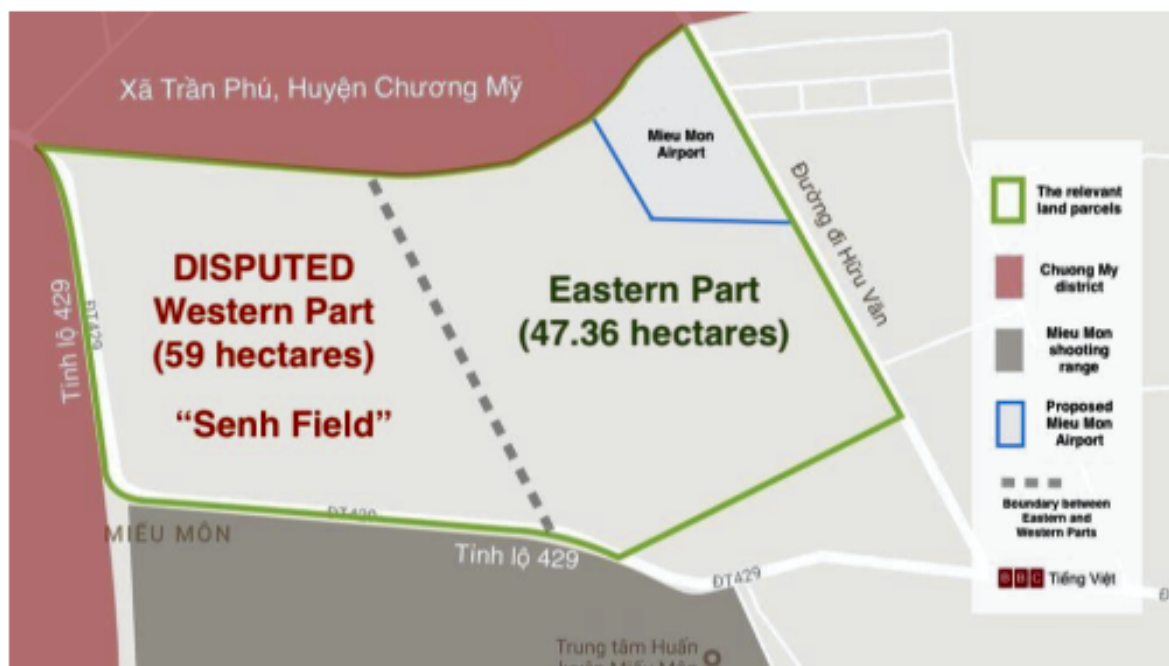 Xã Trần Phú, Huyện Chương Mỹ
Mieu Mon
Airport
Đường đi Hữu Văn
DISPUTED
Western Part
(59 hectares)
"Senh Field"
Eastern Part
(47.36 hectares)
Tỉnh lộ 429
ĐT429
MIẾU MÔN
ĐT429
Tỉnh lộ 429
ĐT429
Trung tâm Huấn
The relevant
land parcels
Chuong My
district
Mieu Mon
shooting
range
Proposed
Mieu Mon
Airport
Boundary between
Eastern and
Western Parts
BBC Tiếng Việt